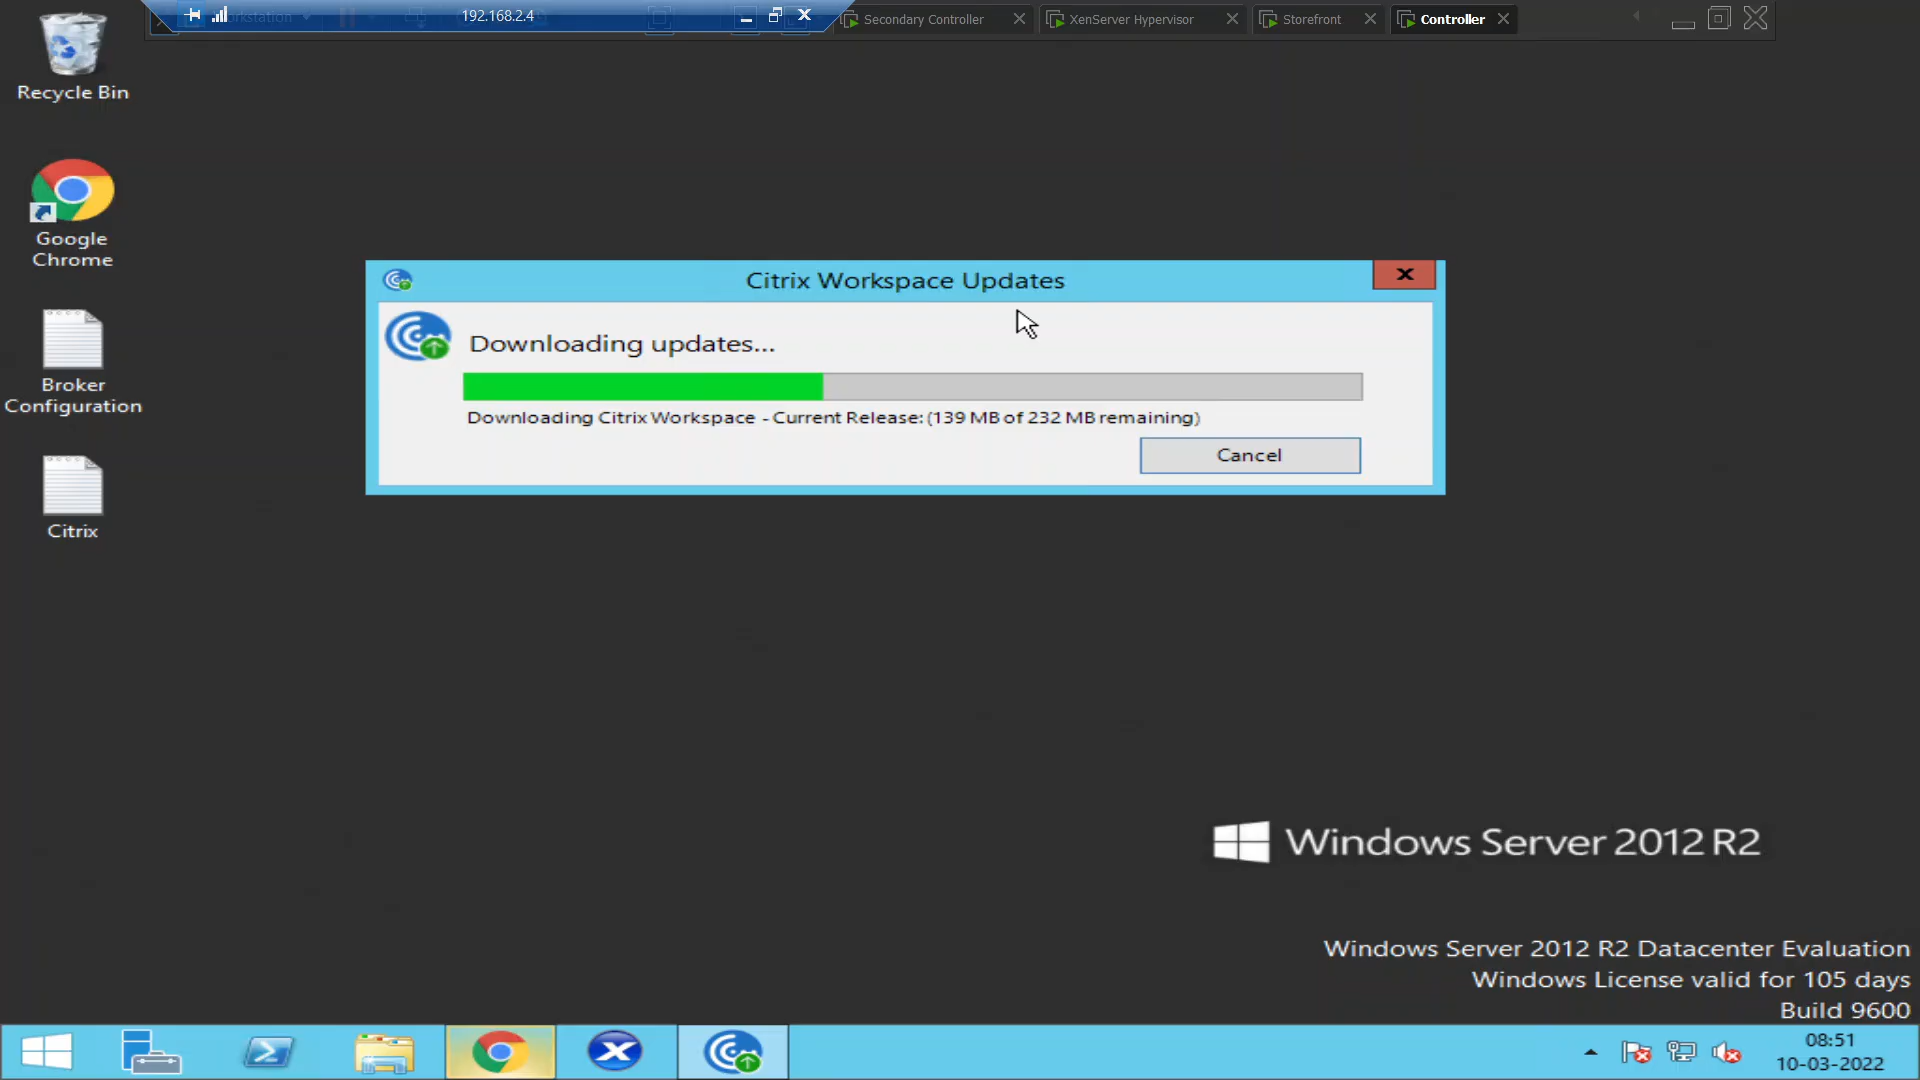 192.168.2.4
Secondary Controller
XenServer Hypervisor
Storefront
Controller
Recycle Bin
Google
Chrome
Broker
Configuration
Citrix
Citrix Workspace Updates
Downloading updates...
Downloading Citrix Workspace - Current Release: (139 MB of 232 MB remaining)
Cancel
Windows Server 2012 R2
Windows Server 2012 R2 Datacenter Evaluation
Windows License valid for 105 days
Build 9600
08:51
10-03-2022